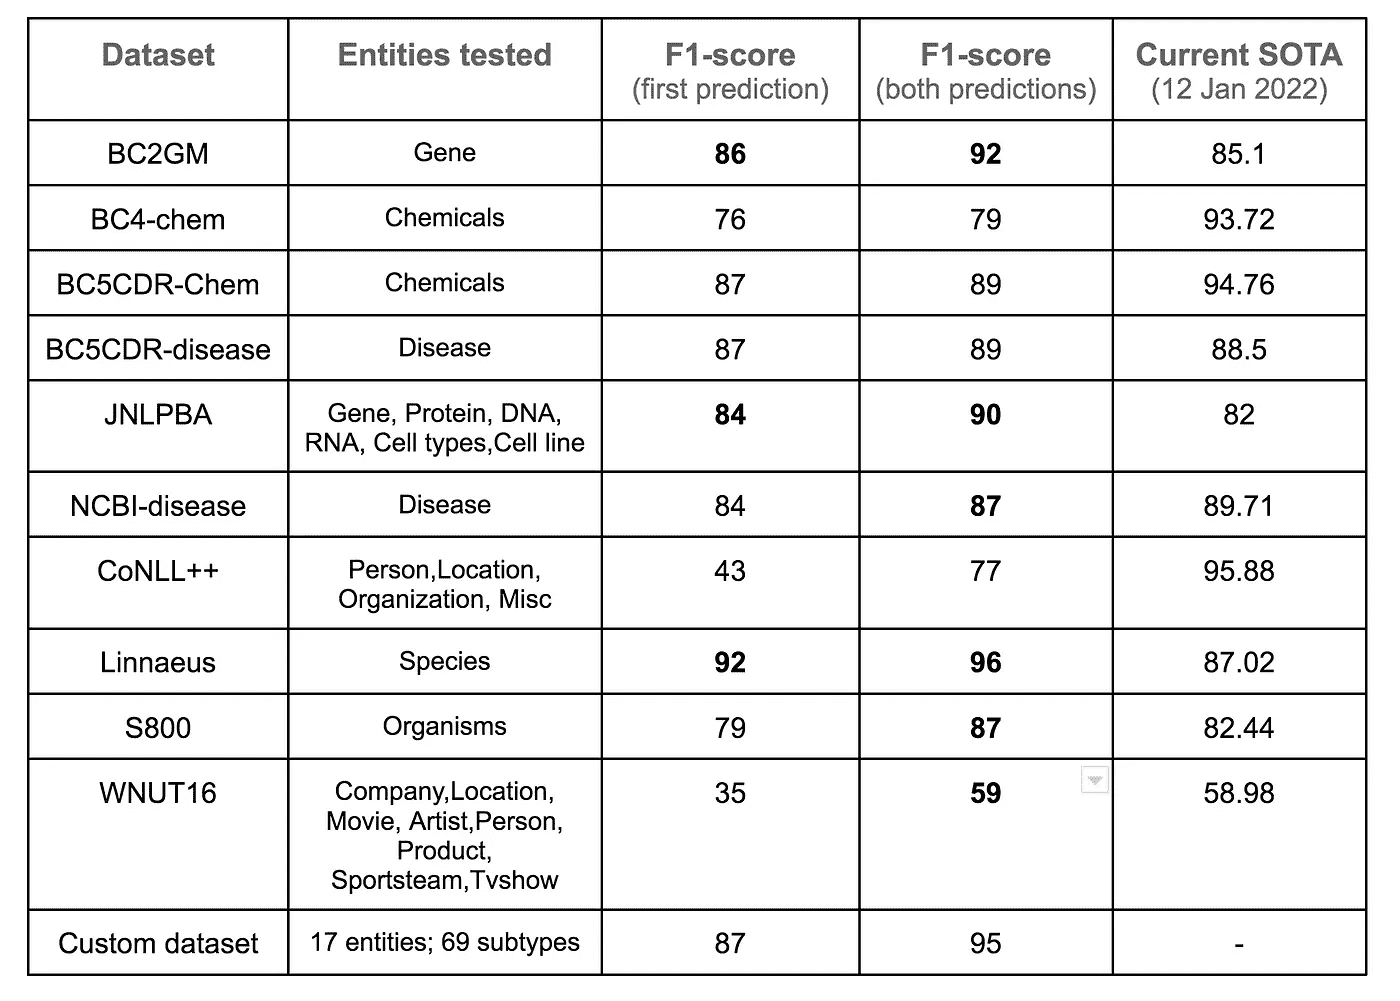 Dataset Entities tested F1-score F1-score Current SOTA
(first prediction) (both predictions) (12 Jan 2022)
BC2GM Gene 86 92 85.1
BC4-chem Chemicals 76 79 93.72
BC5CDR-Chem Chemicals 87 89 94.76
BC5CDR-disease Disease 87 89 88.5
JNLPBA Gene, Protein, DNA, 84 90 82
RNA, Cell types,Cell line
NCBI-disease Disease 84 87 89.71
CoNLL++ Person,Location, 43 77 95.88
Organization, Misc
Linnaeus Species 92 96 87.02
S800 Organisms 79 87 82.44
WNUT16 Company,Location, 35 59 58.98
Movie, Artist,Person,
Product,
Sportsteam,Tvshow
Custom dataset 17 entities; 69 subtypes 87 95 -